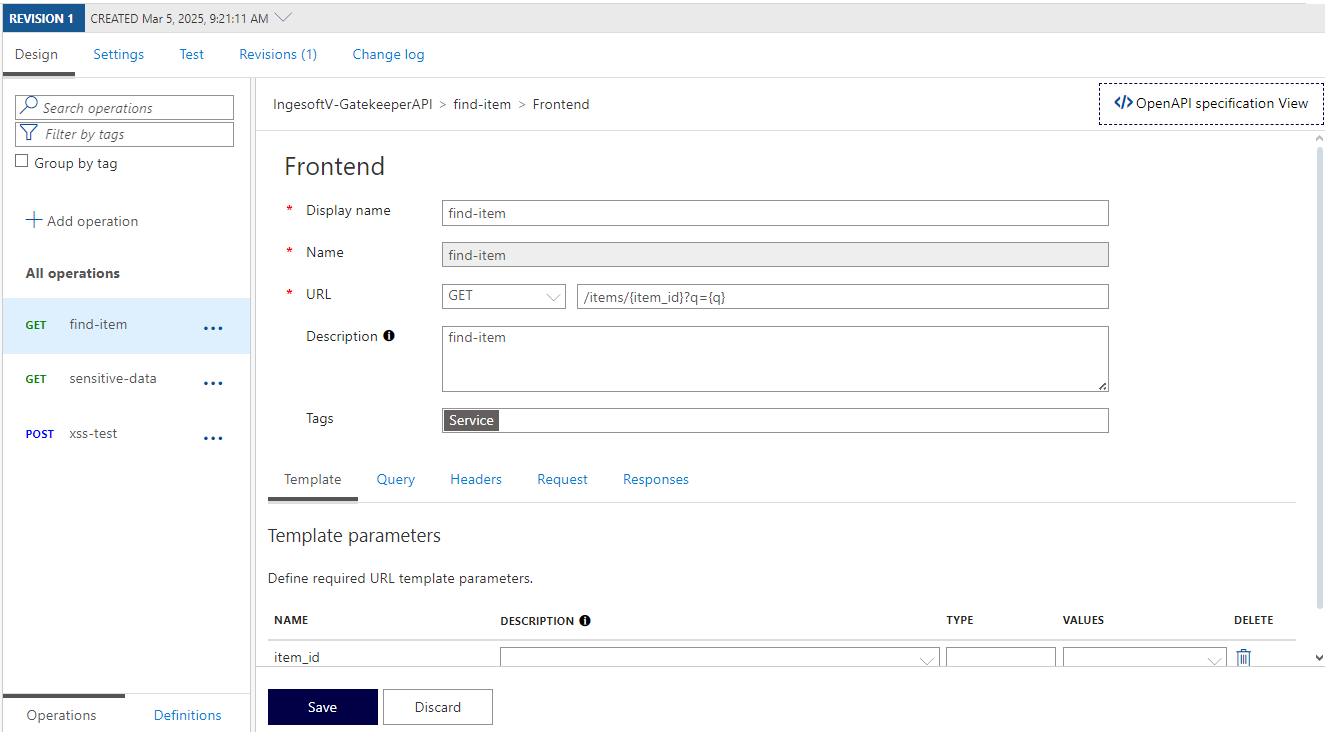 REVISION 1 CREATED Mar 5, 2025, 9:21:11 AM
Design Settings Test Revisions (1) Change log
Search operations
Filter by tags
Group by tag
Add operation
All operations
GET find-item ...
GET sensitive-data ...
POST xss-test ...
Operations Definitions
IngesoftV-GatekeeperAPI > find-item > Frontend
</> OpenAPI specification View
Frontend
* Display name find-item
* Name find-item
* URL GET /items/{item_id}?q={q}
Description find-item
Tags Service
Template Query Headers Request Responses
Template parameters
Define required URL template parameters.
NAME DESCRIPTION TYPE VALUES DELETE
item_id
Save Discard